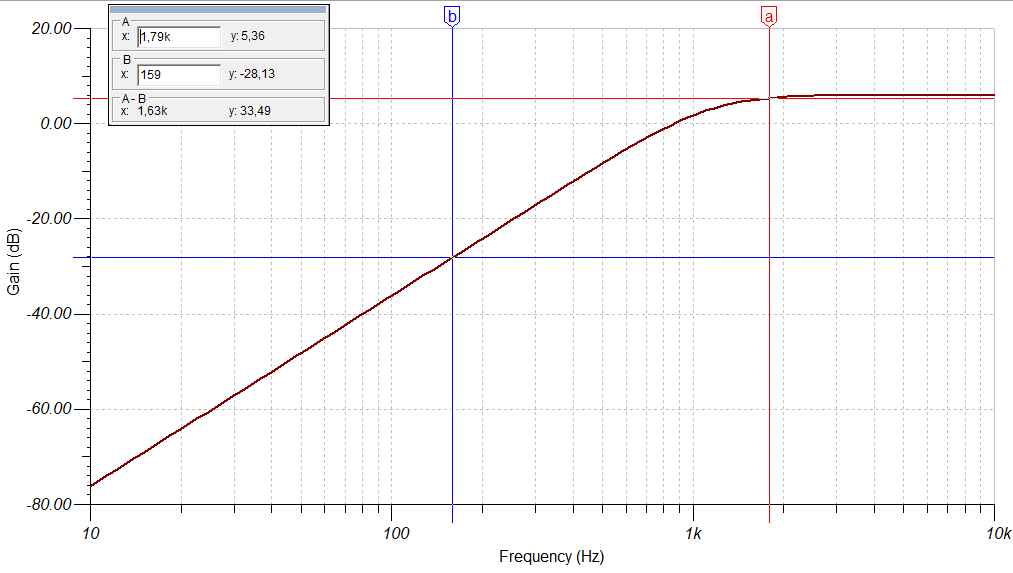 b a
A
x: 1,79k y: 5,36
B
x: 159 y: -28,13
A - B
x: 1,63k y: 33,49
20.00
0.00
-20.00
-40.00
-60.00
-80.00
Gain (dB)
10 100 1k 10k
Frequency (Hz)